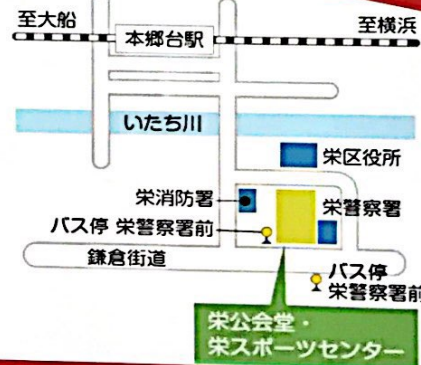 至大船
至横浜
本郷台駅
いたち川
栄区役所
栄消防署
栄警察署
バス停 栄警察署前
鎌倉街道
バス停
栄警察署前
栄公会堂・
栄スポーツセンター